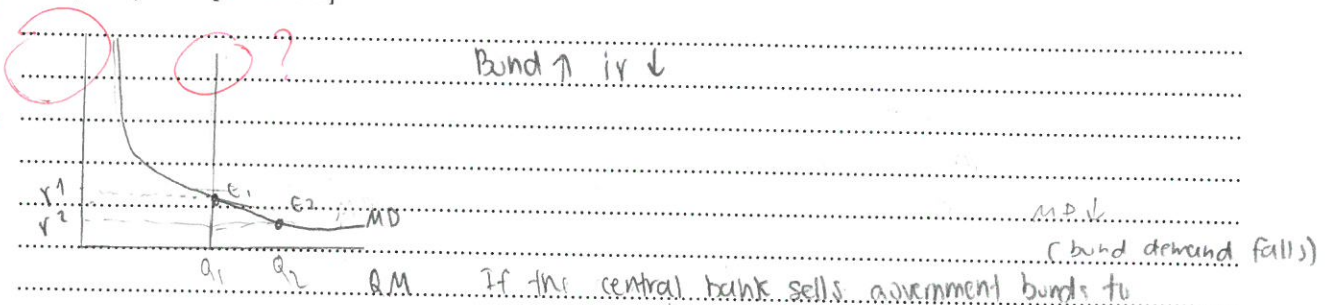 ?
Bond ↑ ir ↓
r1
E1
E2
r2
MD
MD ↓
(bond demand falls)
Q1 Q2 QM
If the central bank sells government bonds to